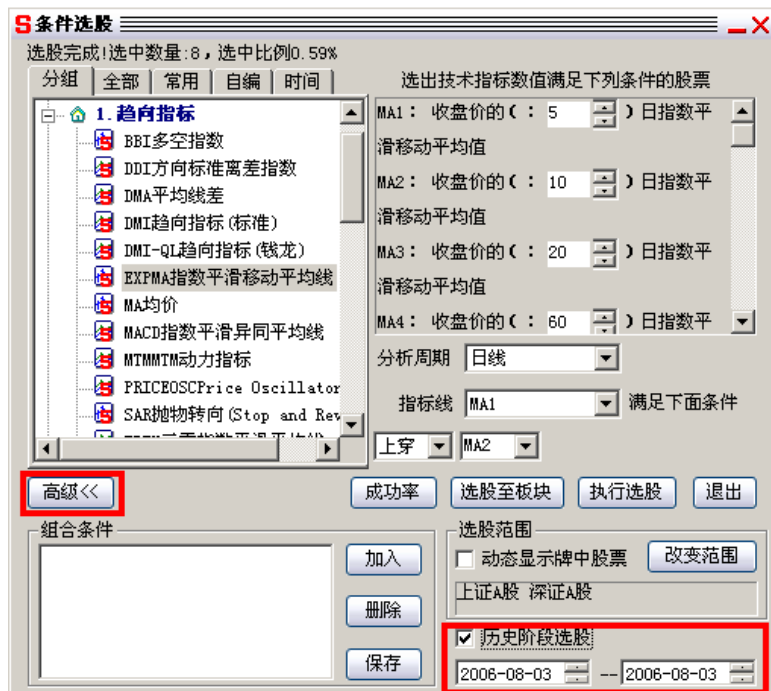 S 条件选股
选股完成!选中数量:8，选中比例0.59%
分组 全部 常用 自编 时间
1.趋向指标
BBI多空指数
DDI方向标准离差指数
DMA平均线差
DMI趋向指标(标准)
DMI-QL趋向指标(钱龙)
EXPMA指数平滑移动平均线
MA均价
MACD指数平滑异同平均线
MTMMTM动力指标
PRICEOSCPrice Oscillator
SAR抛物转向(Stop and Rev
选出技术指标数值满足下列条件的股票
MA1： 收盘价的(： 5 )日指数平
滑移动平均值
MA2： 收盘价的(： 10 )日指数平
滑移动平均值
MA3： 收盘价的(： 20 )日指数平
滑移动平均值
MA4： 收盘价的(： 60 )日指数平
分析周期 日线
指标线 MA1 满足下面条件
上穿 MA2
高级<< 成功率 选股至板块 执行选股 退出
组合条件
加入
删除
保存
选股范围
动态显示牌中股票 改变范围
上证A股 深证A股
历史阶段选股
2006-08-03 -- 2006-08-03